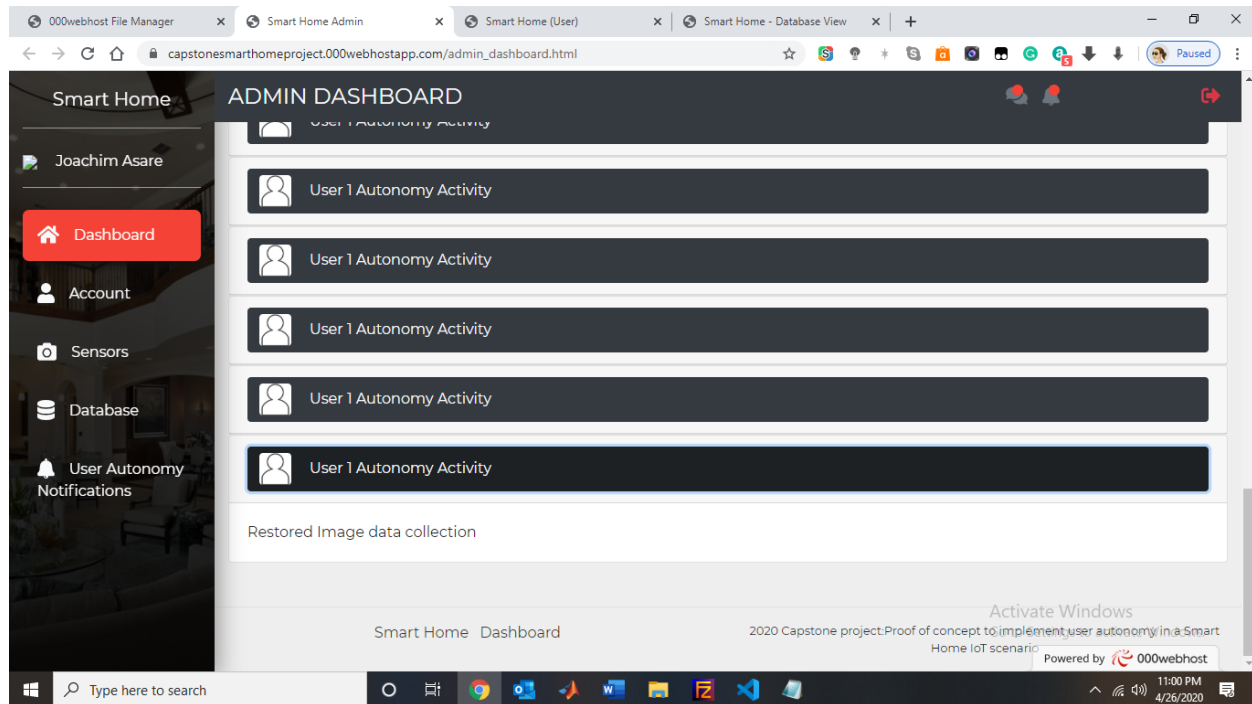 000webhost File Manager
Smart Home Admin
Smart Home (User)
Smart Home - Database View
capstonesmarthomeproject.000webhostapp.com/admin_dashboard.html
Paused
Smart Home
ADMIN DASHBOARD
Joachim Asare
Dashboard
Account
Sensors
Database
User Autonomy
Notifications
User 1 Autonomy Activity
User 1 Autonomy Activity
User 1 Autonomy Activity
User 1 Autonomy Activity
User 1 Autonomy Activity
User 1 Autonomy Activity
Restored Image data collection
Smart Home Dashboard
Activate Windows
2020 Capstone project:Proof of concept to implement user autonomy in a Smart
Home IoT scenario
Powered by 000webhost
Type here to search
11:00 PM
4/26/2020